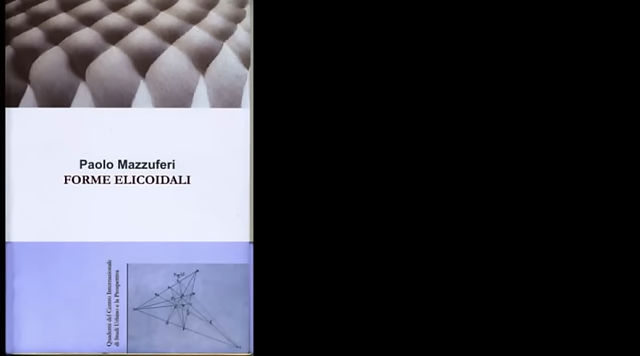 Paolo Mazzuferi
FORME ELICOIDALI
Quaderni del Centro Internazionale
di Studi Urbino e la Prospettiva